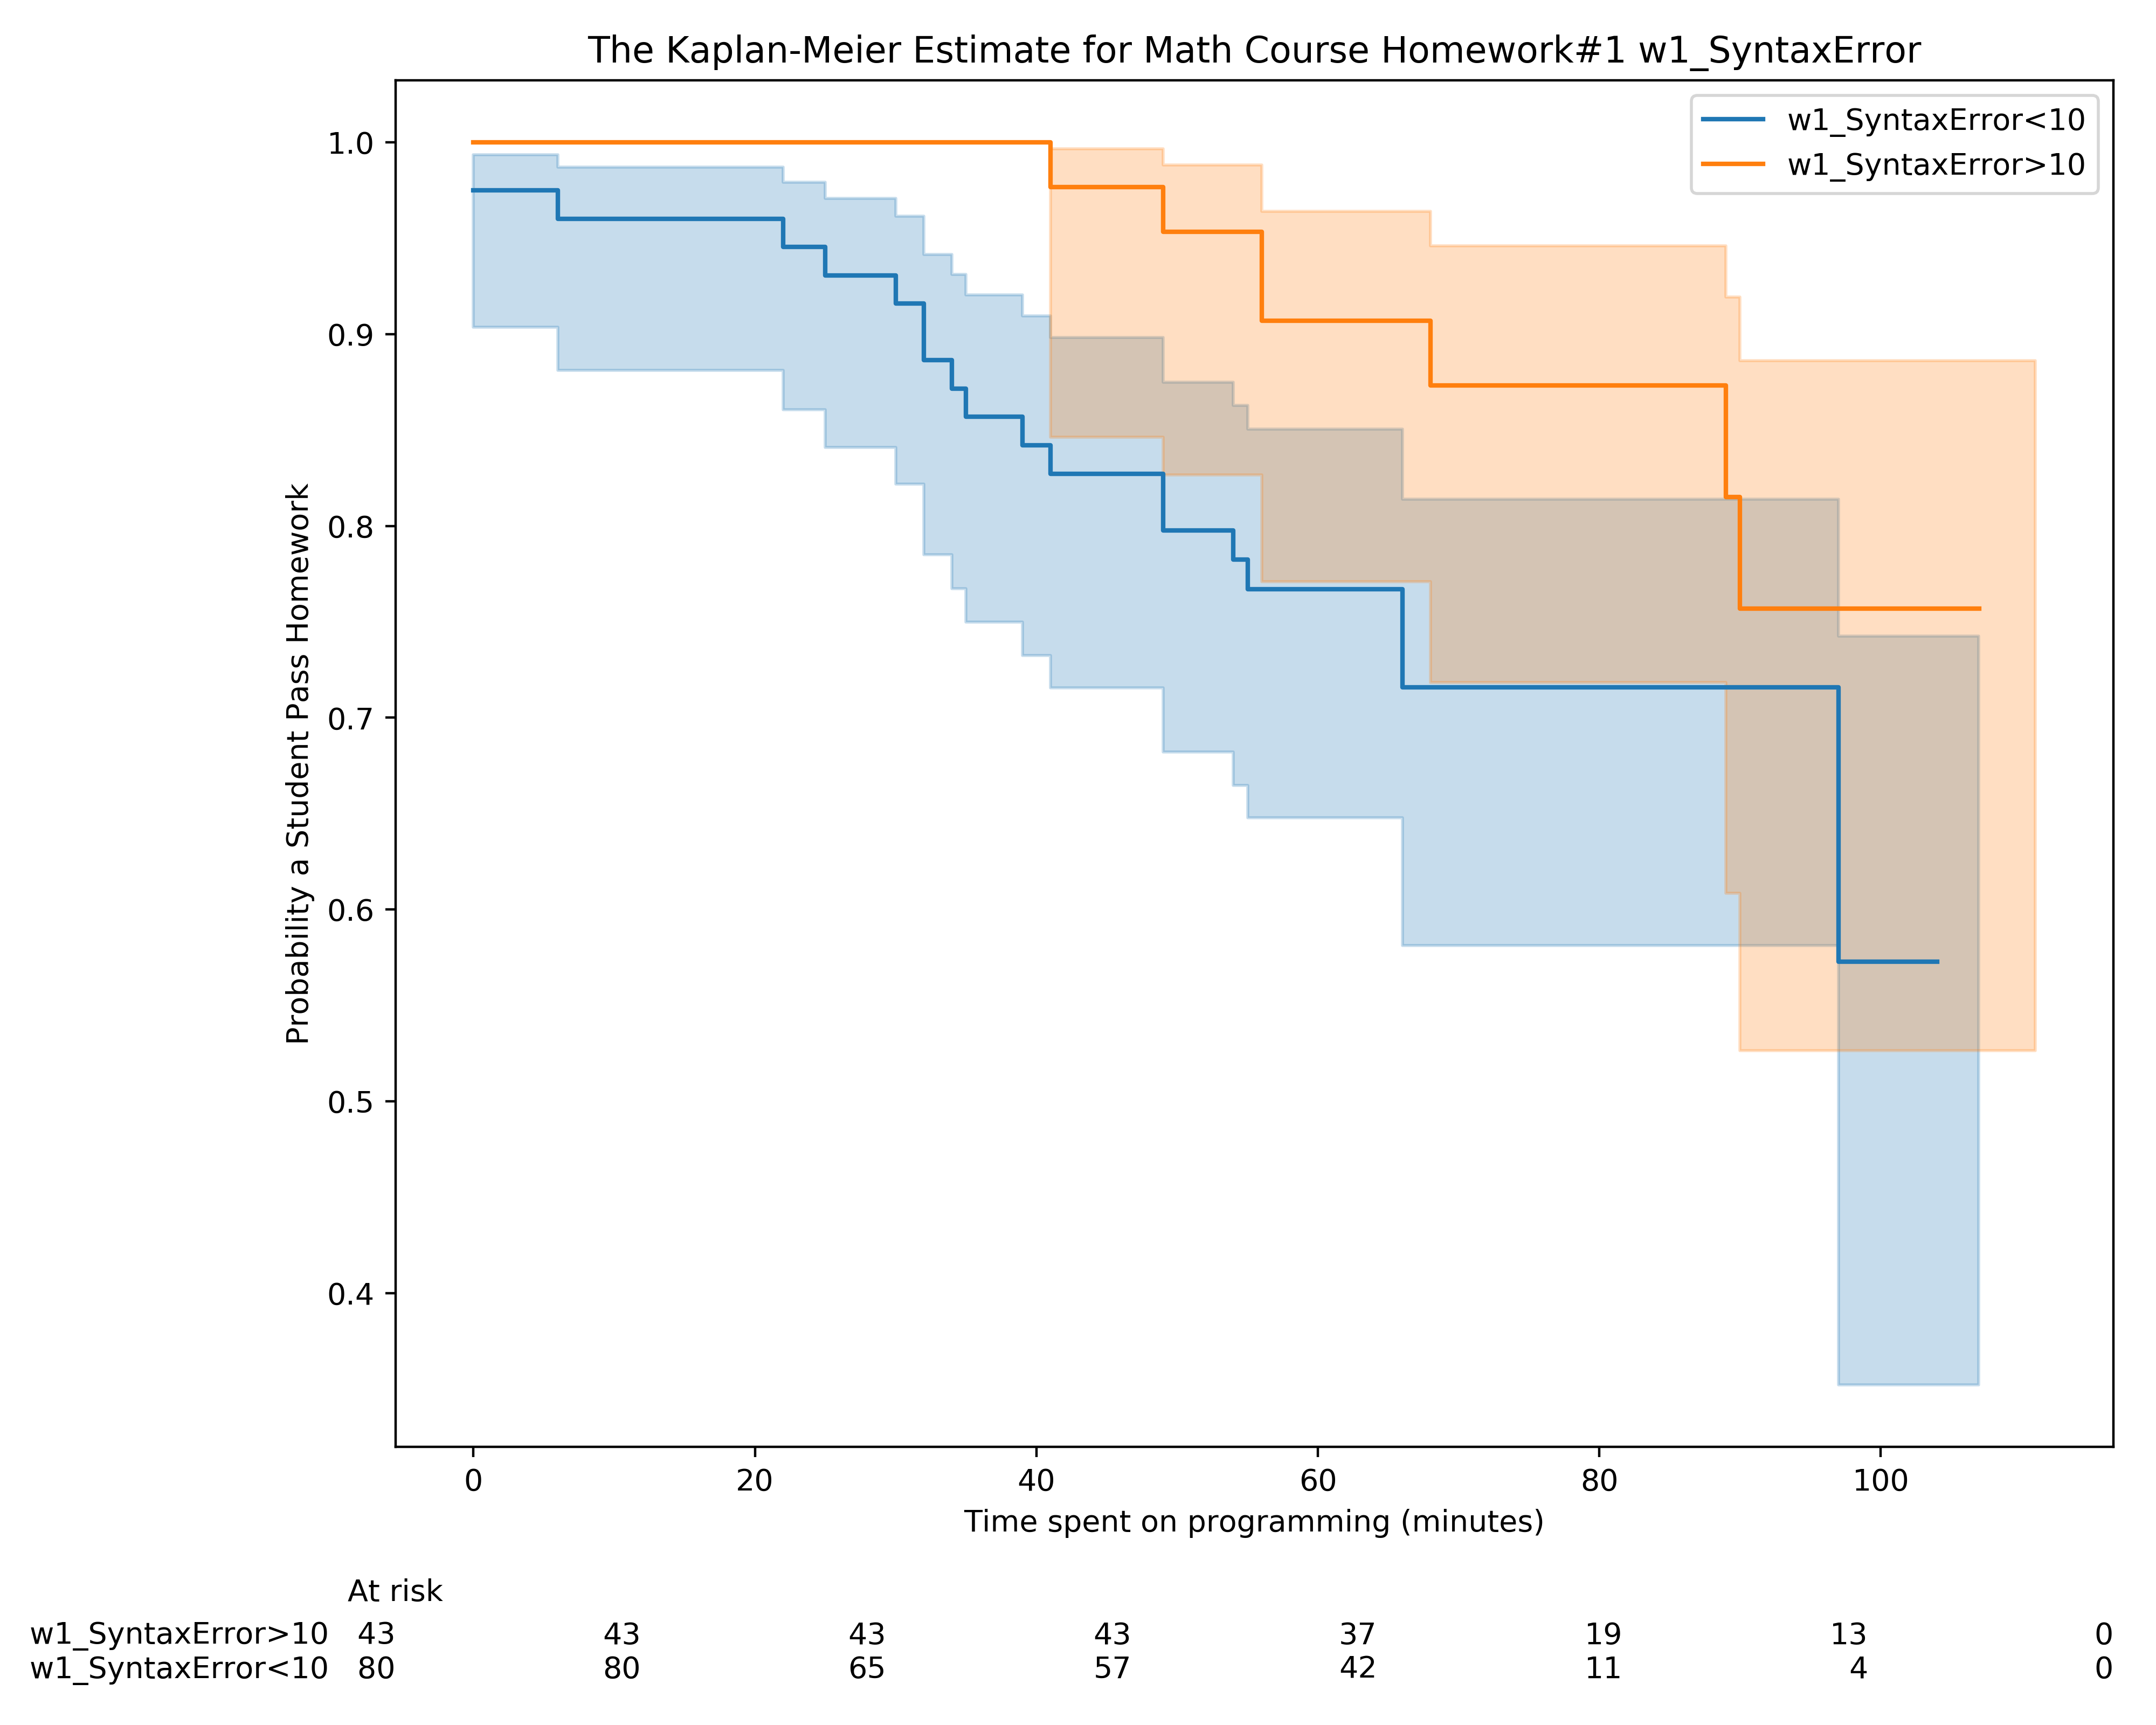 The Kaplan-Meier Estimate for Math Course Homework#1 w1_SyntaxError
w1_SyntaxError<10
w1_SyntaxError>10
Probability a Student Pass Homework
1.0
0.9
0.8
0.7
0.6
0.5
0.4
0 20 40 60 80 100
Time spent on programming (minutes)
At risk
w1_SyntaxError>10 43 43 43 43 37 19 13 0
w1_SyntaxError<10 80 80 65 57 42 11 4 0